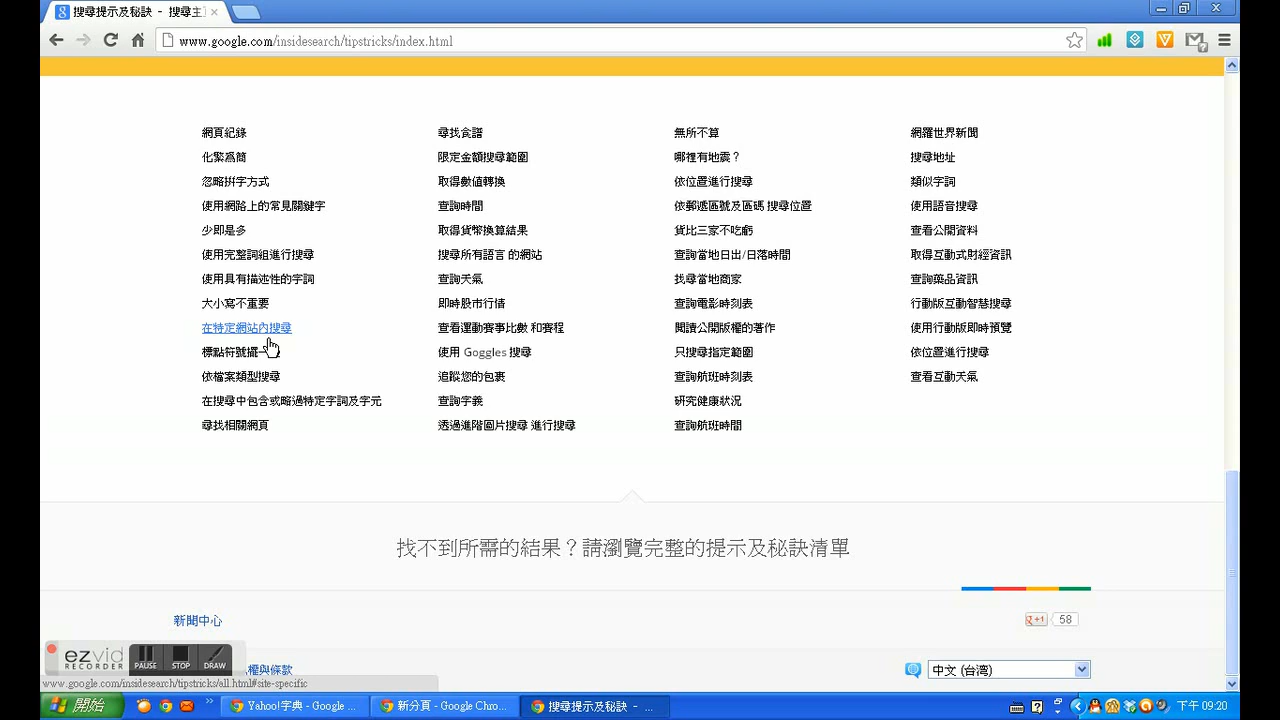 搜尋提示及秘訣 - 搜尋主
www.google.com/insidesearch/tipstricks/index.html
網頁紀錄
化繁爲簡
忽略拼字方式
使用網路上的常見關鍵字
少即是多
使用完整詞組進行搜尋
使用具有描述性的字詞
大小寫不重要
在特定網站內搜尋
標點符號擺一
依檔案類型搜尋
在搜尋中包含或略過特定字詞及字元
尋找相關網頁
尋找食譜
限定金額搜尋範圍
取得數值轉換
查詢時間
取得貨幣換算結果
搜尋所有語言 的網站
查詢天氣
即時股市行情
查看運動賽事比數 和賽程
使用 Goggles 搜尋
追蹤您的包裹
查詢字義
透過進階圖片搜尋 進行搜尋
無所不算
哪裡有地震？
依位置進行搜尋
依郵遞區號及區碼 搜尋位置
貨比三家不吃虧
查詢當地日出/日落時間
找尋當地商家
查詢電影時刻表
閱讀公開版權的著作
只搜尋指定範圍
查詢航班時刻表
研究健康狀況
查詢航班時間
網羅世界新聞
搜尋地址
類似字詞
使用語音搜尋
查看公開資料
取得互動式財經資訊
查詢藥品資訊
行動版互動智慧搜尋
使用行動版即時預覽
依位置進行搜尋
查看互動天氣
找不到所需的結果？請瀏覽完整的提示及秘訣清單
新聞中心
+1 58
ezvid RECORDER PAUSE STOP DRAW
權與條款
中文 (台灣)
www.google.com/insidesearch/tipstricks/all.html#site-specific
開始
Yahoo!字典 - Google ...
新分頁 - Google Chro...
搜尋提示及秘訣 - ...
下午 09:20